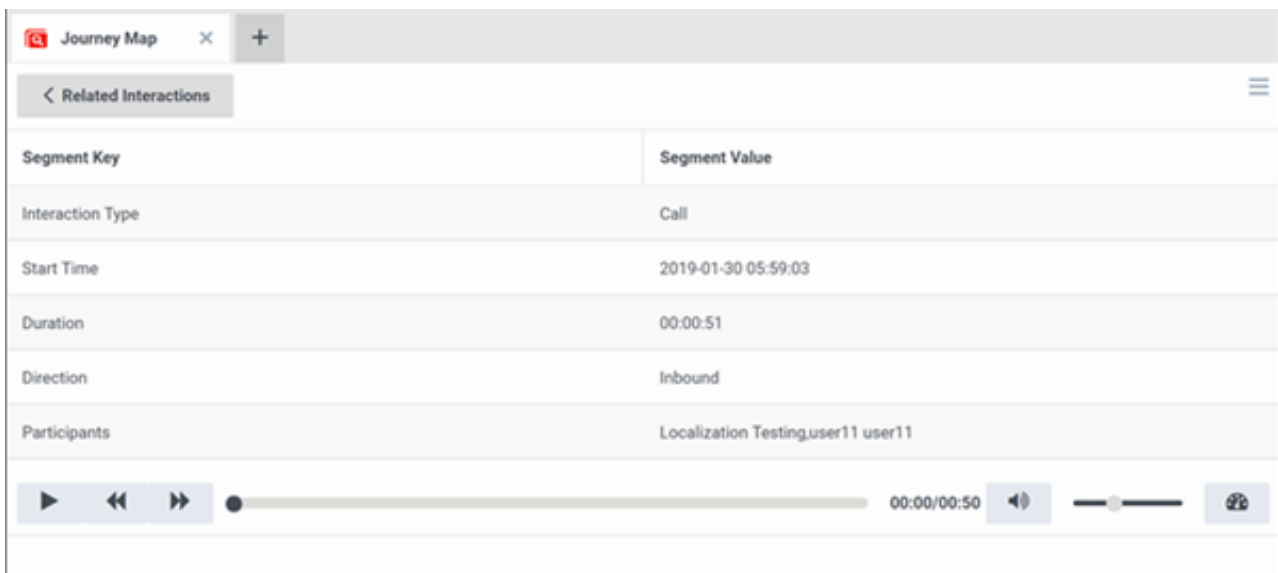 Journey Map
Related Interactions
Segment Key Segment Value
Interaction Type Call
Start Time 2019-01-30 05:59:03
Duration 00:00:51
Direction Inbound
Participants Localization Testing,user11 user11
00:00/00:50